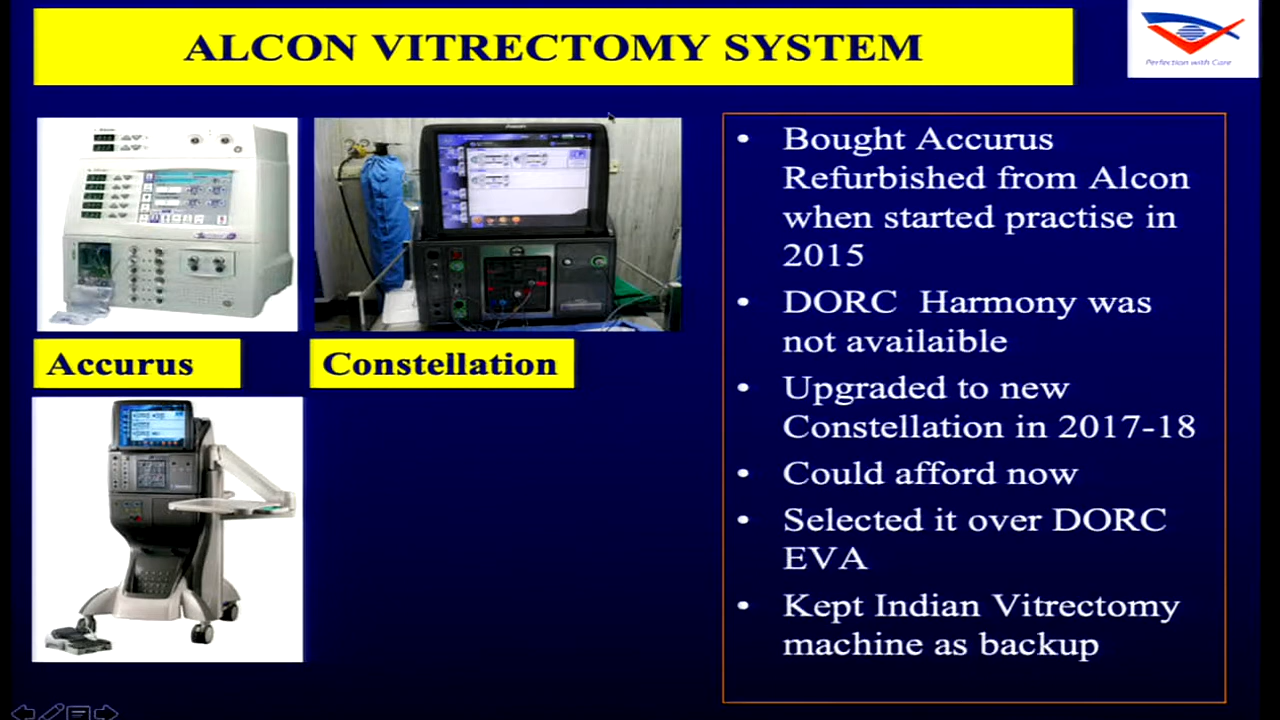 ALCON VITRECTOMY SYSTEM
Perfection with Care
Accurus
Constellation
• Bought Accurus
Refurbished from Alcon
when started practise in
2015
• DORC Harmony was
not availaible
• Upgraded to new
Constellation in 2017-18
• Could afford now
• Selected it over DORC
EVA
• Kept Indian Vitrectomy
machine as backup